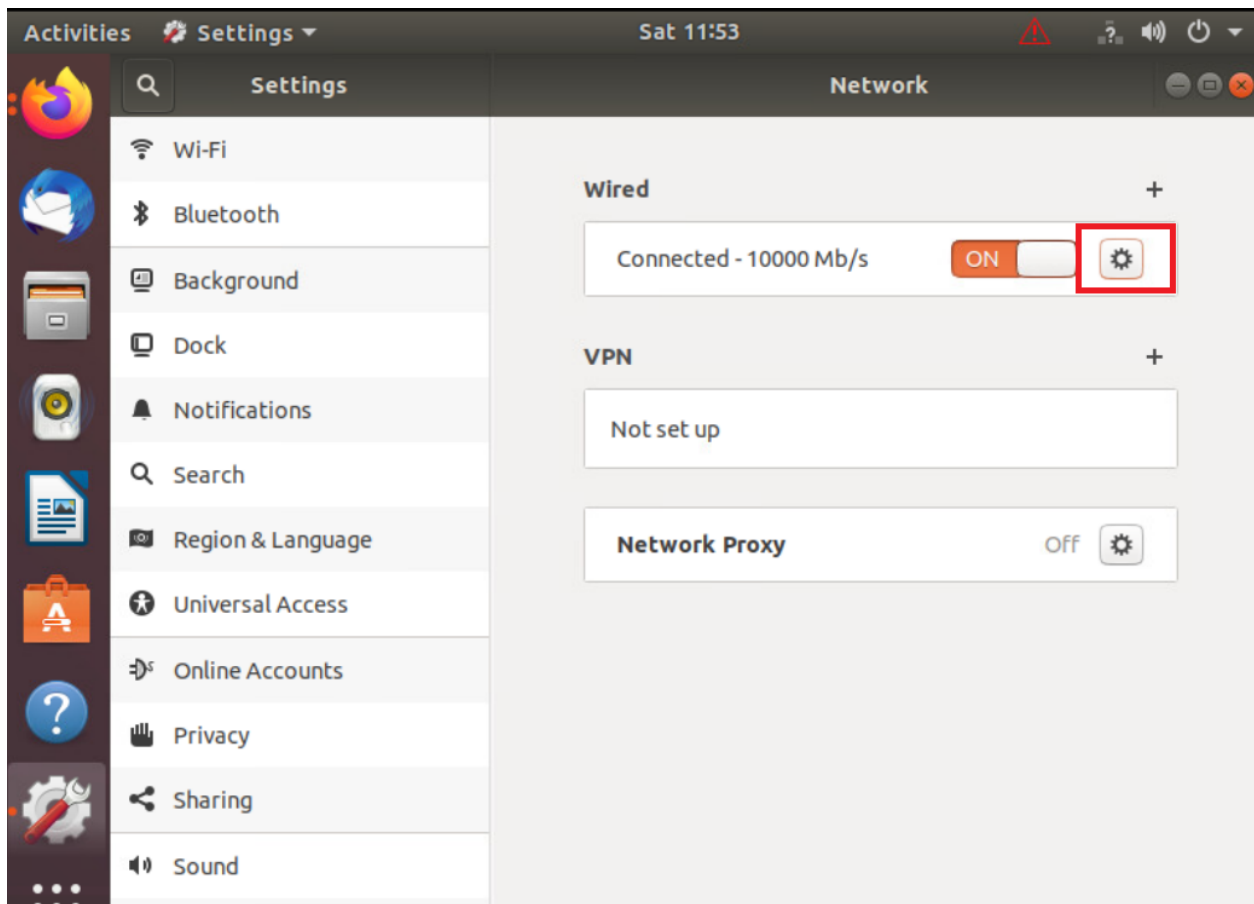 Activities Settings Sat 11:53 ?
Settings Network
Wi-Fi
Bluetooth
Background
Dock
Notifications
Search
Region & Language
Universal Access
Online Accounts
Privacy
Sharing
Sound
Wired +
Connected - 10000 Mb/s ON
VPN +
Not set up
Network Proxy Off